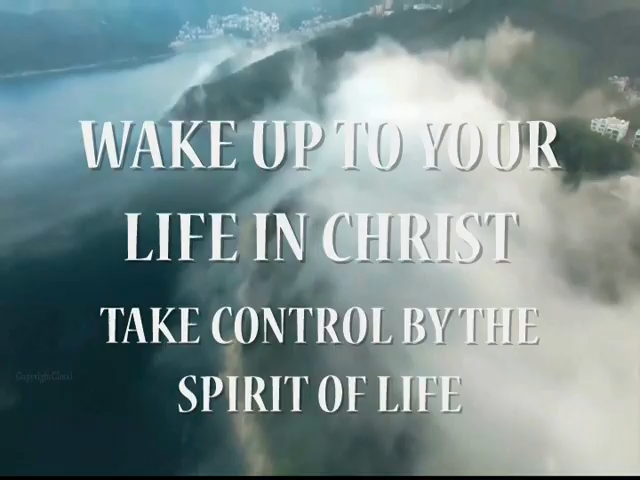 WAKE UP TO YOUR
LIFE IN CHRIST
TAKE CONTROL BY THE
SPIRIT OF LIFE